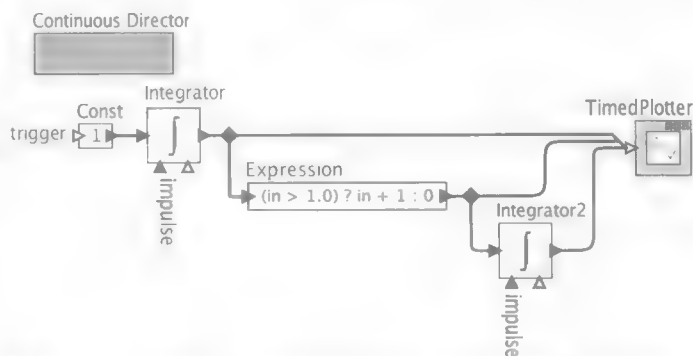 Continuous Director
Integrator
Const
TimedPlotter
trigger
1
∫
impulse
Expression
(in > 1.0) ? in + 1 : 0
Integrator2
∫
impulse